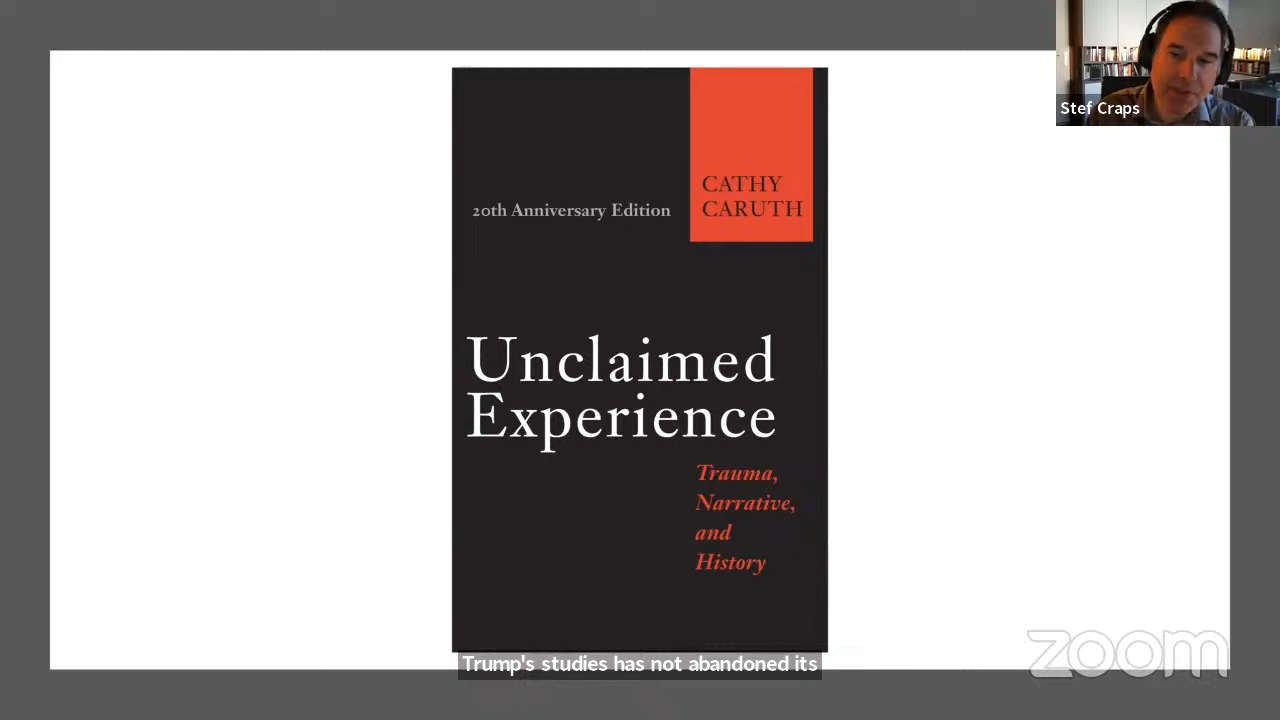 Stef Craps
CATHY
CARUTH
20th Anniversary Edition
Unclaimed
Experience
Trauma,
Narrative,
and
History
zoom
Trump's studies has not abandoned its